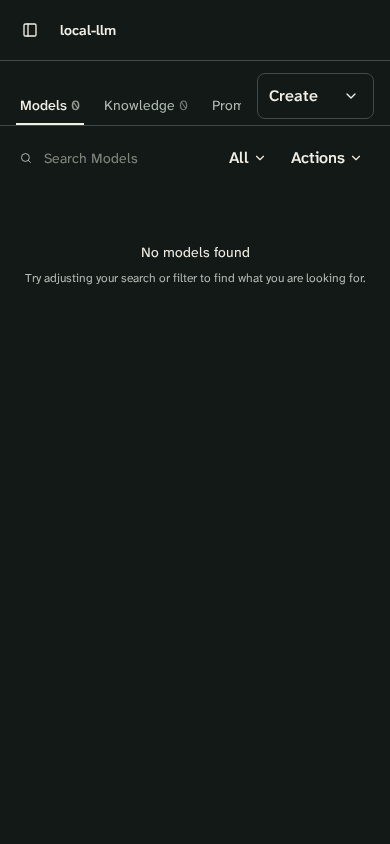 local-llm
Models 0 Knowledge 0 Prom Create
Search Models All Actions
No models found
Try adjusting your search or filter to find what you are looking for.